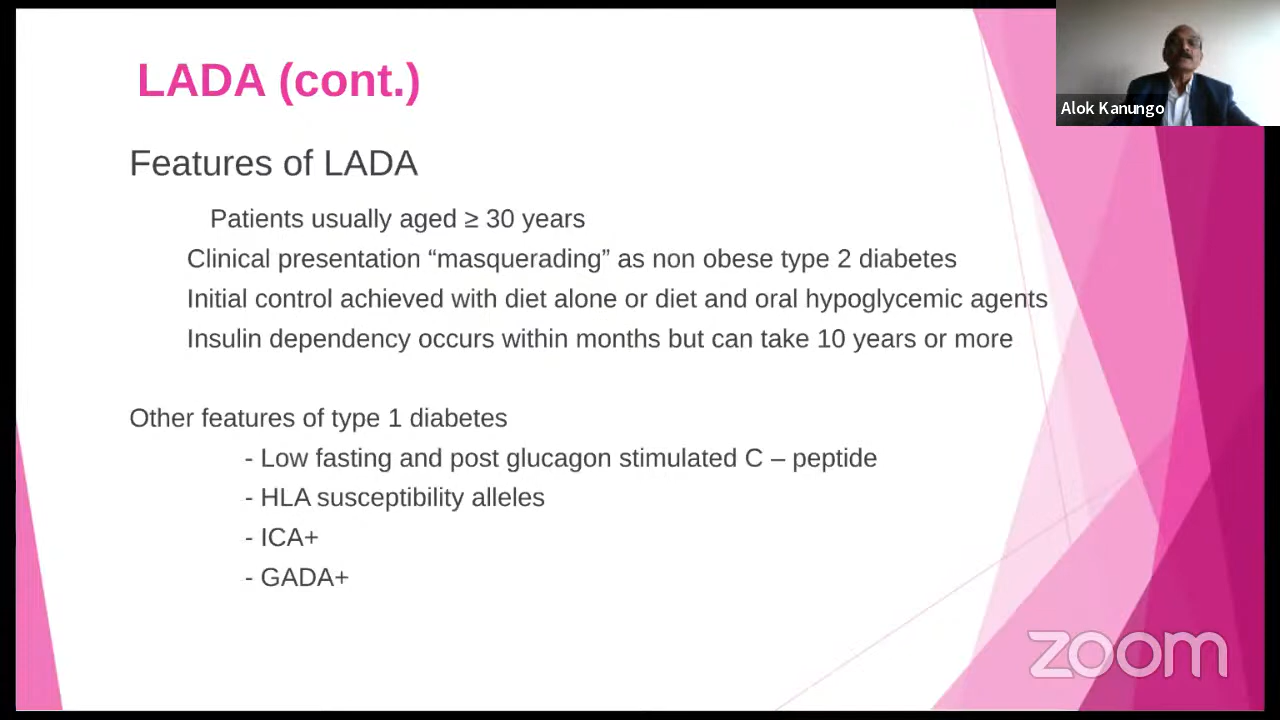 LADA (cont.)
Alok Kanungo
Features of LADA
Patients usually aged ≥ 30 years
Clinical presentation “masquerading” as non obese type 2 diabetes
Initial control achieved with diet alone or diet and oral hypoglycemic agents
Insulin dependency occurs within months but can take 10 years or more
Other features of type 1 diabetes
- Low fasting and post glucagon stimulated C – peptide
- HLA susceptibility alleles
- ICA+
- GADA+
zoom